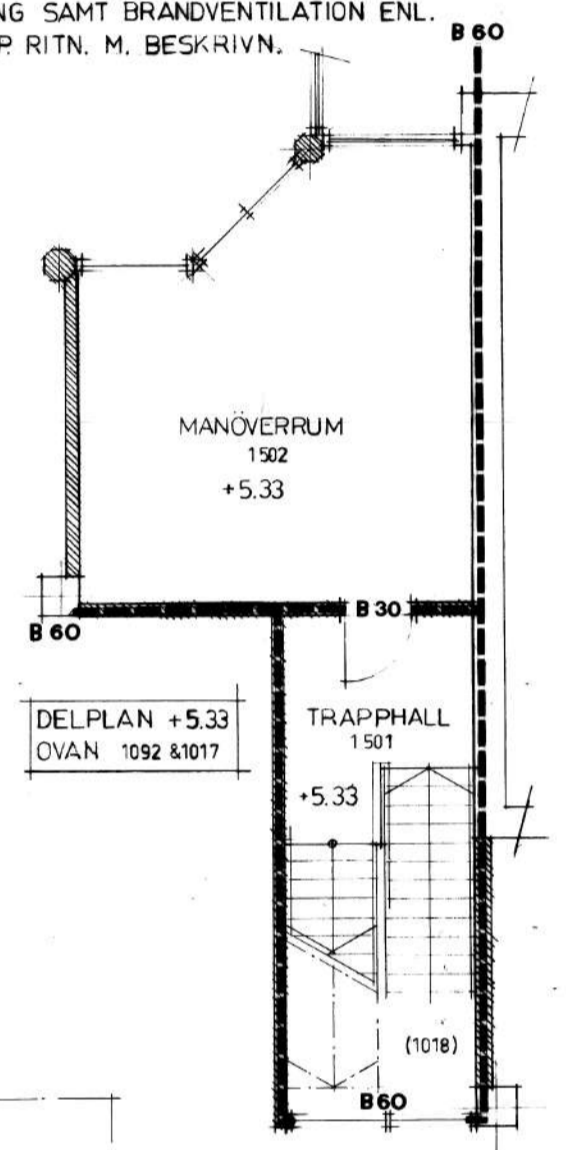 NG SAMT BRANDVENTILATION ENL.
P. RITN. M. BESKRIVN.
B 60
MANÖVERRUM
1502
+5.33
B 30
B 60
DELPLAN +5.33
OVAN 1092 &1017
TRAPPHALL
1501
+5.33
(1018)
B60